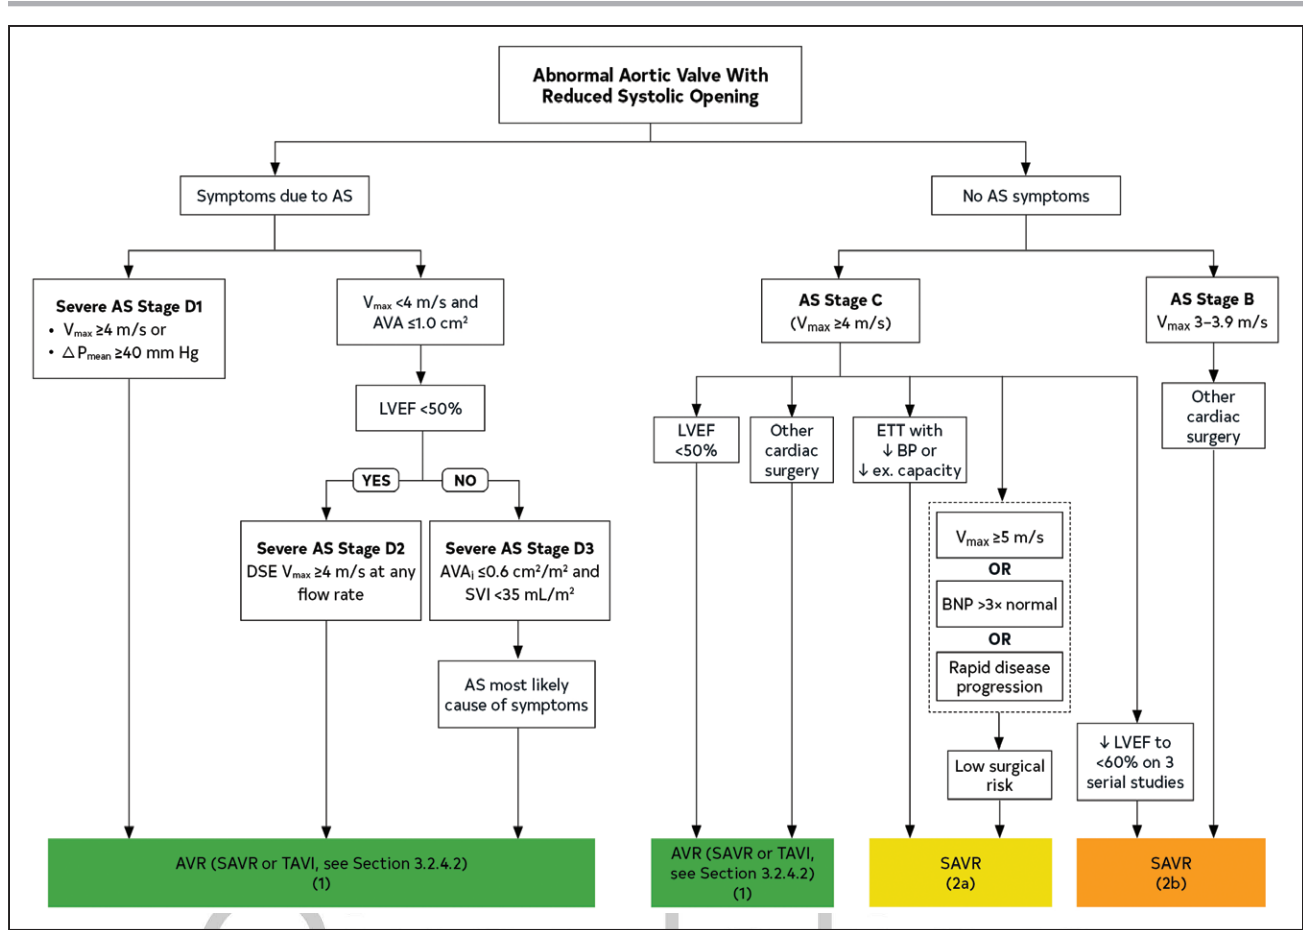 Abnormal Aortic Valve With
Reduced Systolic Opening
Symptoms due to AS
No AS symptoms
Severe AS Stage D1
• Vmax ≥4 m/s or
• △ Pmean ≥40 mm Hg
Vmax <4 m/s and
AVA ≤1.0 cm²
AS Stage C
(Vmax ≥4 m/s)
AS Stage B
Vmax 3–3.9 m/s
LVEF <50%
YES
NO
Severe AS Stage D2
DSE Vmax ≥4 m/s at any
flow rate
Severe AS Stage D3
AVAi ≤0.6 cm²/m² and
SVI <35 mL/m²
AS most likely
cause of symptoms
LVEF
<50%
Other
cardiac
surgery
ETT with
↓ BP or
↓ ex. capacity
Vmax ≥5 m/s
OR
BNP >3× normal
OR
Rapid disease
progression
Low surgical
risk
↓ LVEF to
<60% on 3
serial studies
Other
cardiac
surgery
AVR (SAVR or TAVI, see Section 3.2.4.2)
(1)
AVR (SAVR or TAVI,
see Section 3.2.4.2)
(1)
SAVR
(2a)
SAVR
(2b)